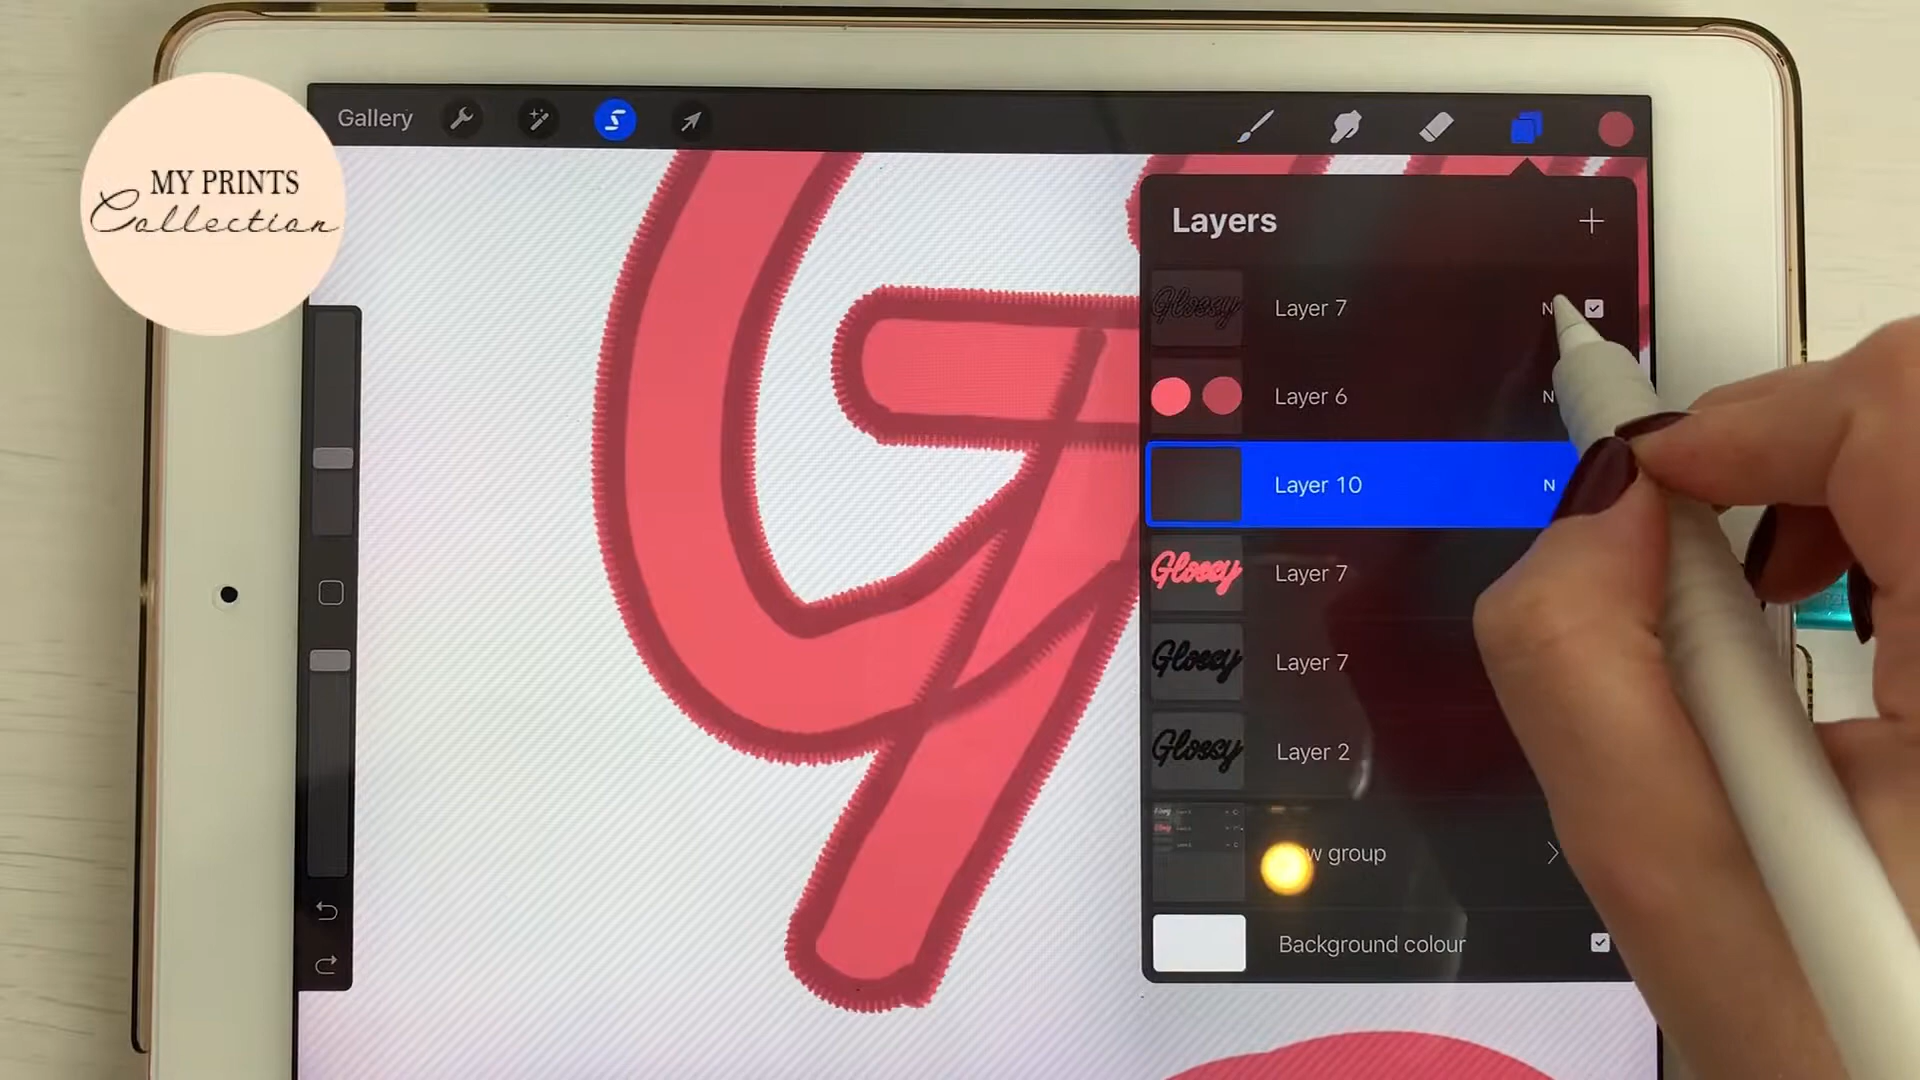 Gallery
MY PRINTS
Collection
Layers
Glossy
Layer 7
N
Layer 6
N
Layer 10
N
Glossy
Layer 7
Glossy
Layer 7
Glossy
Layer 2
w group
Background colour